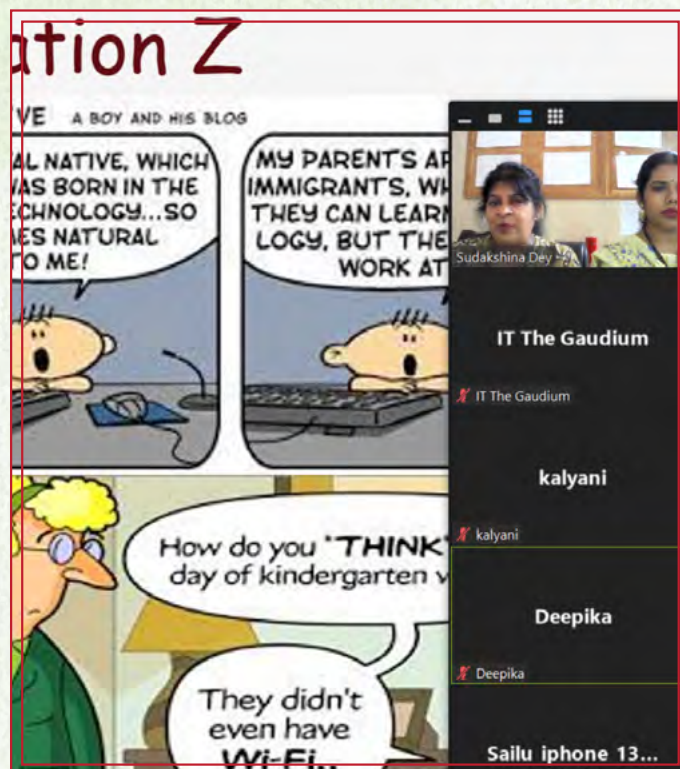 ation Z
VE A BOY AND HIS BLOG
AL NATIVE, WHICH
AS BORN IN THE
CHNOLOGY...SO
ES NATURAL
TO ME!
MY PARENTS AR
IMMIGRANTS, WH
THEY CAN LEARN
LOGY, BUT THE
WORK AT
How do you "THINK"
day of kindergarten w
They didn't
even have
Wi-Fi..
Sudakshina Dey
IT The Gaudium
IT The Gaudium
kalyani
kalyani
Deepika
Deepika
Sailu iphone 13...